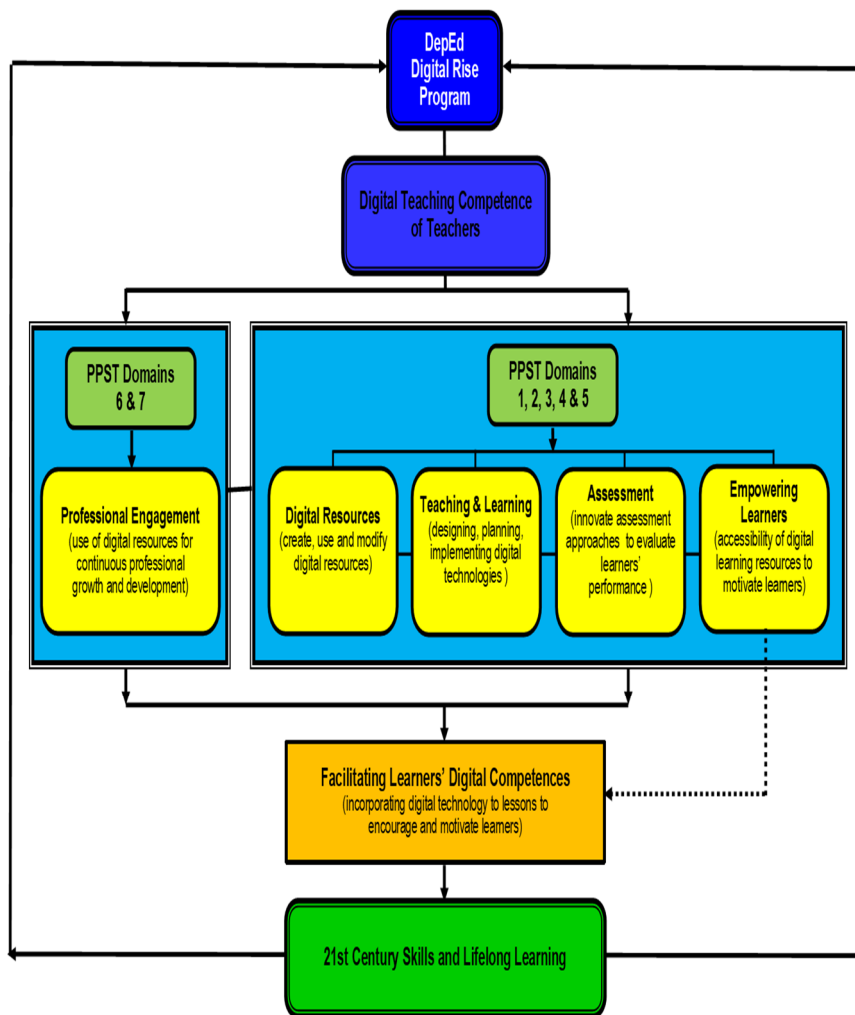 DepEd
Digital Rise
Program
Digital Teaching Competence
of Teachers
PPST Domains
6 & 7
Professional Engagement
(use of digital resources for
continuous professional
growth and development)
PPST Domains
1, 2, 3, 4 & 5
Digital Resources
(create, use and modify
digital resources)
Teaching & Learning
(designing, planning,
implementing digital
technologies )
Assessment
(innovate assessment
approaches to evaluate
learners'
performance )
Empowering
Learners
(accessibility of digital
learning resources to
motivate learners)
Facilitating Learners' Digital Competences
(incorporating digital technology to lessons to
encourage and motivate learners)
21st Century Skills and Lifelong Learning